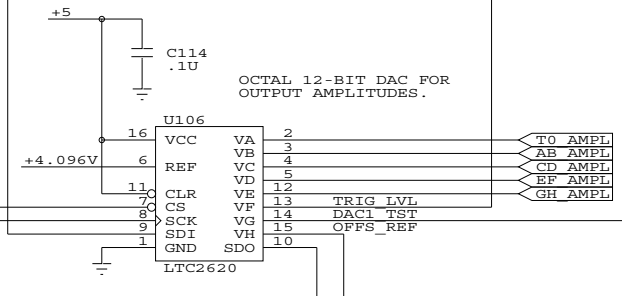 +5
C114
.1U
OCTAL 12-BIT DAC FOR
OUTPUT AMPLITUDES.
U106
16 VCC VA 2 T0_AMPL
VB 3 AB_AMPL
+4.096V 6 REF VC 4 CD_AMPL
VD 5 EF_AMPL
11 CLR VE 12 GH_AMPL
7 CS VF 13 TRIG_LVL
8 SCK VG 14 DAC1_TST
9 SDI VH 15 OFFS_REF
1 GND SDO 10
LTC2620